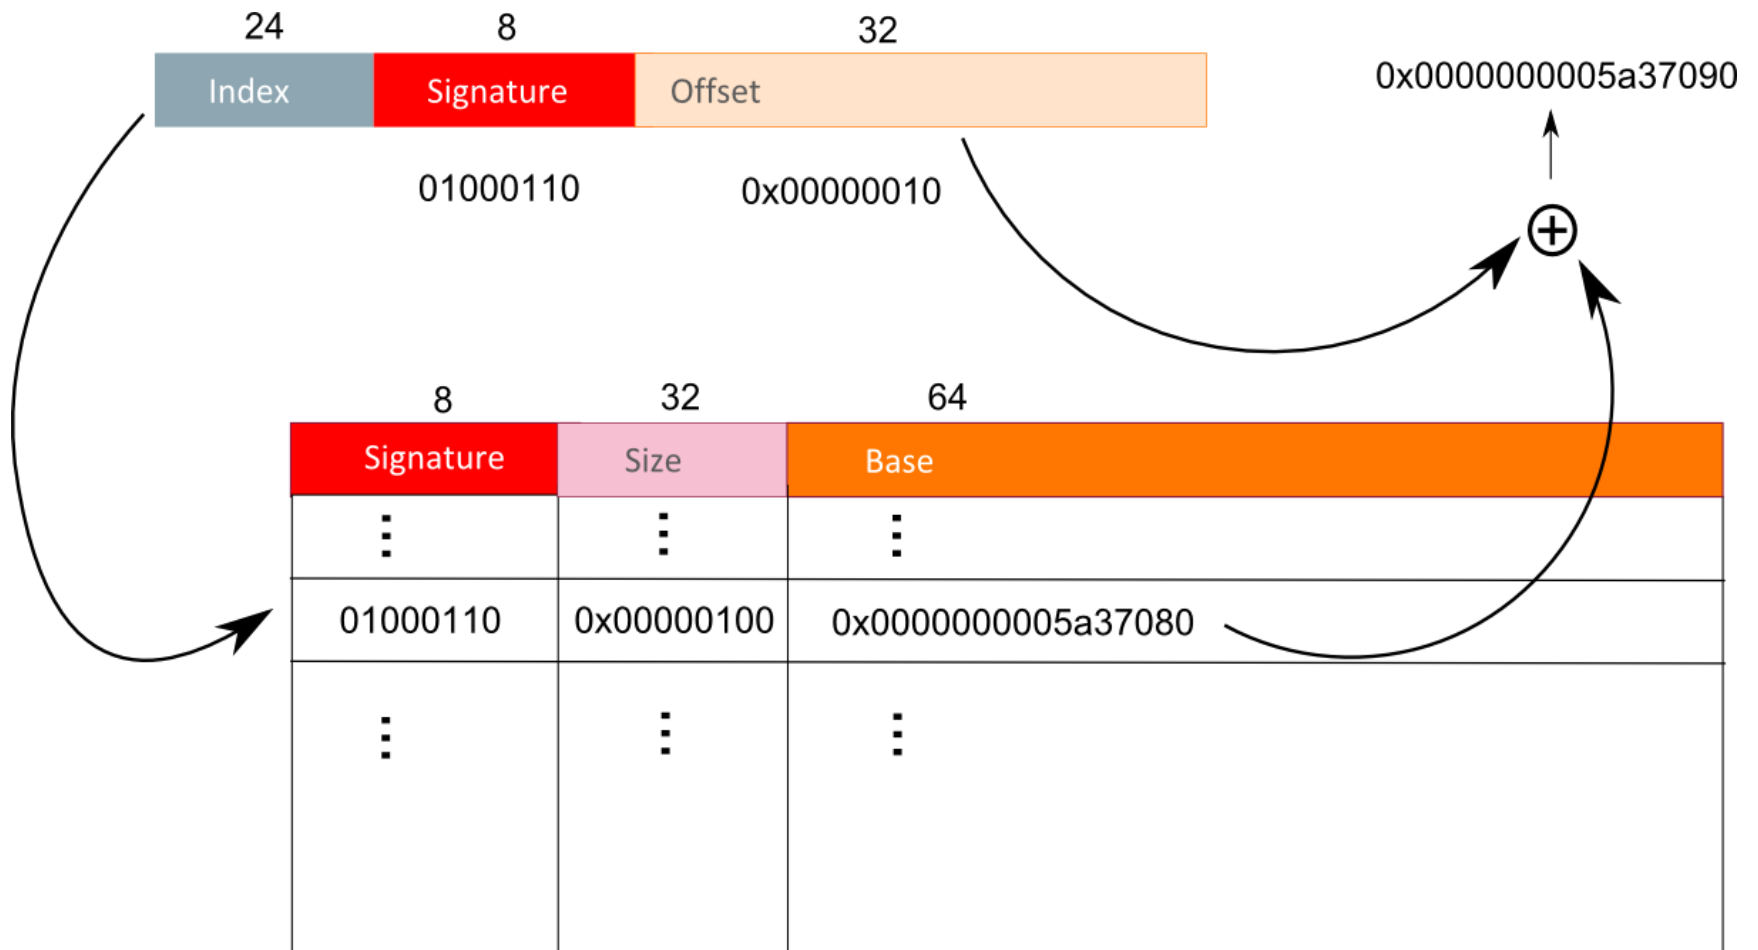 24 8 32
Index Signature Offset
0x0000000005a37090
01000110 0x00000010
8 32 64
Signature Size Base
01000110 0x00000100 0x0000000005a37080